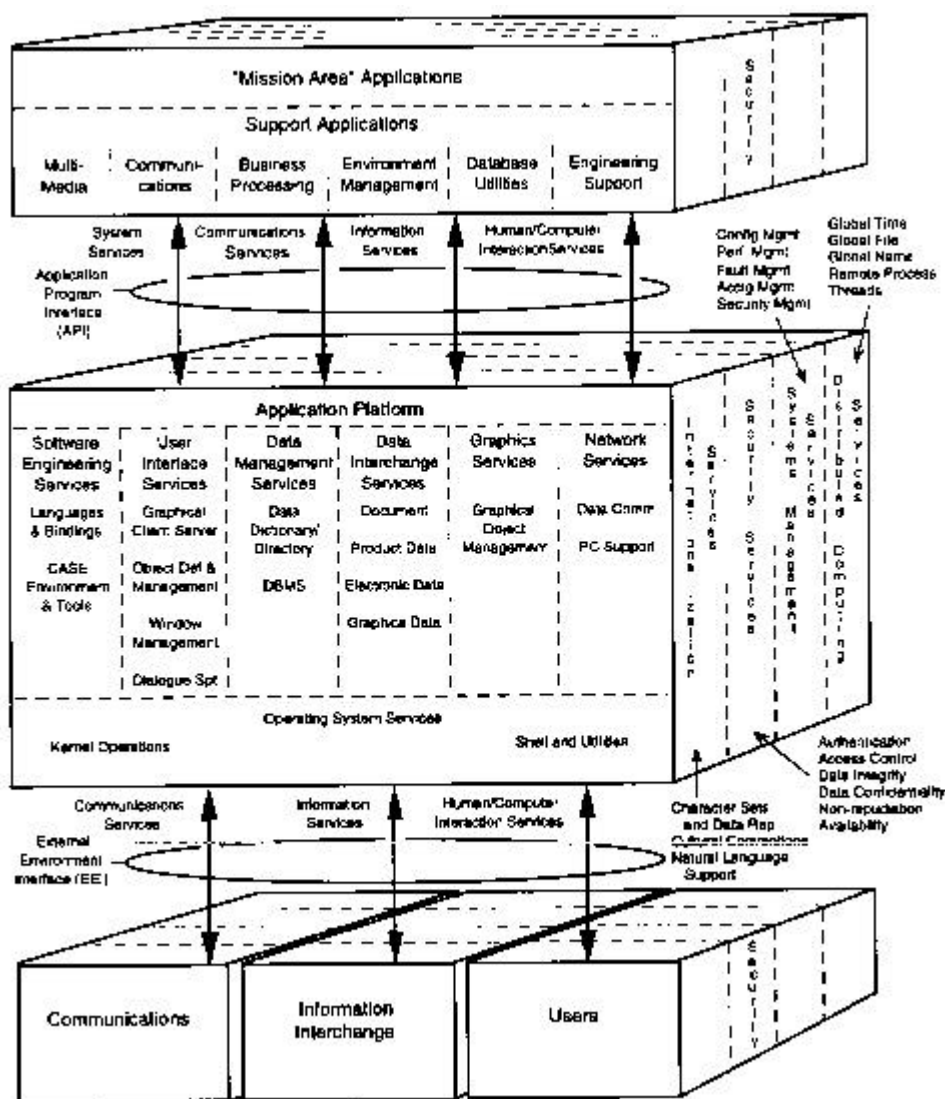 "Mission Area" Applications
Support Applications
Multi-
Media
Communi-
cations
Business
Processing
Environment
Management
Database
Utilities
Engineering
Support
Security
System
Services
Communications
Services
Information
Services
Human/Computer
Interaction Services
Application
Program
Interface
(API)
Config Mgmt
Perf. Mgmt
Fault Mgmt
Acctg Mgmt
Security Mgmt
Global Time
Global File
Global Name
Remote Process
Threads
Application Platform
Software
Engineering
Services
Languages
& Bindings
CASE
Environment
& Tools
User
Interface
Services
Graphical
Client Server
Object Def &
Management
Window
Management
Dialogue Spt
Data
Management
Services
Data
Dictionary/
Directory
DBMS
Data
Interchange
Services
Document
Product Data
Electronic Data
Graphics Data
Graphics
Services
Graphical
Object
Management
Network
Services
Data Comm
PC Support
Internationalization
Services
Security Services
Systems Management
Services
Distributed Computing
Services
Operating System Services
Kernel Operations
Shell and Utilities
Communications
Services
Information
Services
Human/Computer
Interaction Services
External
Environment
Interface (EEI)
Character Sets
and Data Rep
Cultural Conventions
Natural Language
Support
Authentication
Access Control
Data Integrity
Data Confidentiality
Non-repudiation
Availability
Communications
Information
Interchange
Users
Security